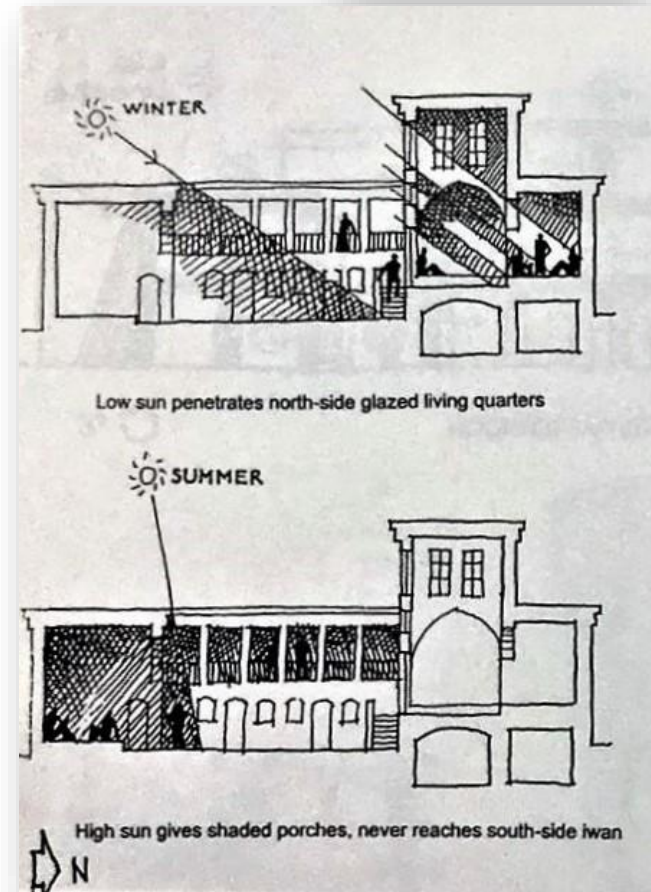 WINTER
Low sun penetrates north-side glazed living quarters
SUMMER
High sun gives shaded porches, never reaches south-side iwan
N